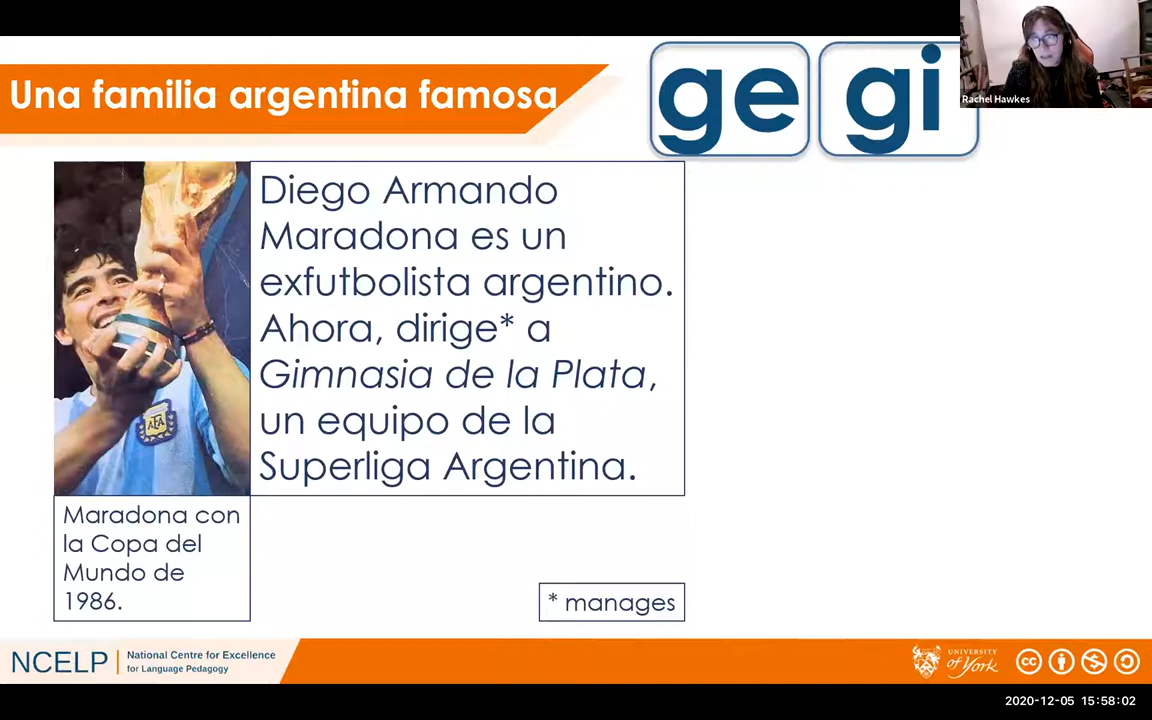 Una familia argentina famosa
ge
gi
Rachel Hawkes
Diego Armando
Maradona es un
exfutbolista argentino.
Ahora, dirige* a
Gimnasia de la Plata,
un equipo de la
Superliga Argentina.
AFA
Maradona con
la Copa del
Mundo de
1986.
* manages
NCELP
National Centre for Excellence
for Language Pedagogy
UNIVERSITY
of York
cc
2020-12-05 15:58:02